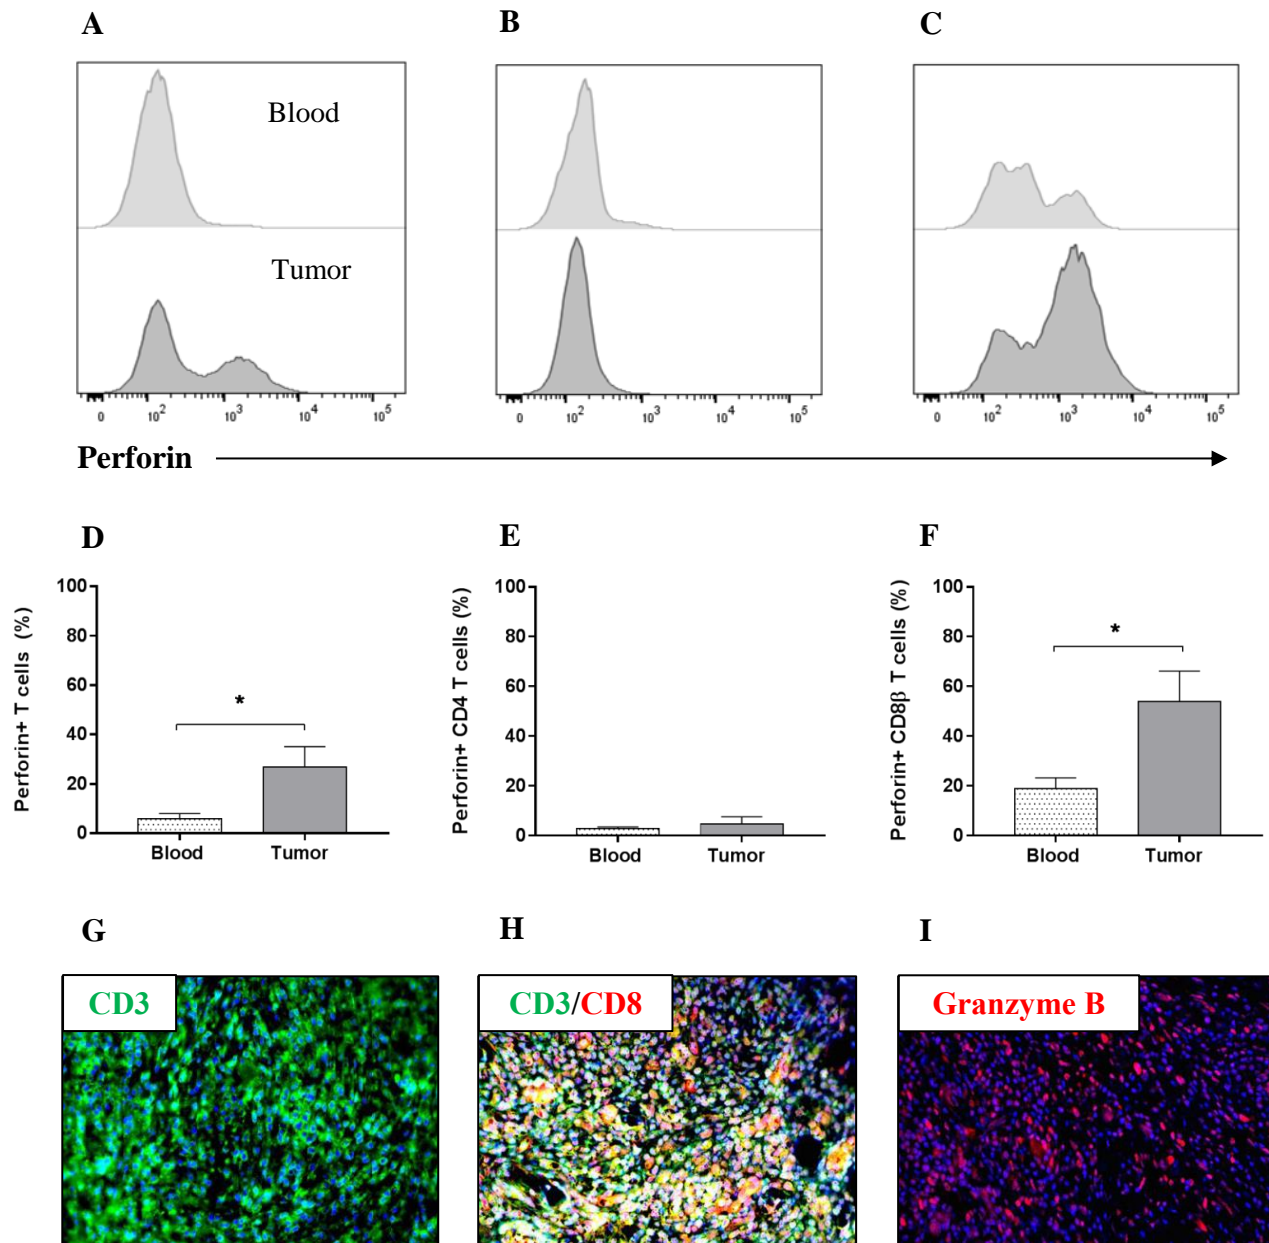 A
B
C
Blood
Tumor
0 10² 10³ 10⁴ 10⁵
0 10² 10³ 10⁴ 10⁵
0 10² 10³ 10⁴ 10⁵
Perforin
D
Perforin+ T cells (%)
100
80
60
40
20
0
*
Blood Tumor
E
Perforin+ CD4 T cells (%)
100
80
60
40
20
0
Blood Tumor
F
Perforin+ CD8β T cells (%)
100
80
60
40
20
0
*
Blood Tumor
G
CD3
H
CD3/CD8
I
Granzyme B